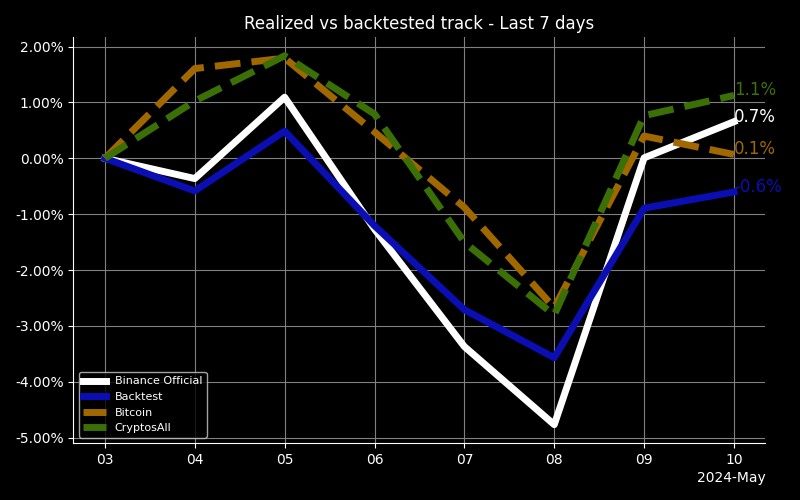 Realized vs backtested track - Last 7 days
2.00%
1.00%
0.00%
-1.00%
-2.00%
-3.00%
-4.00%
-5.00%
1.1%
0.7%
0.1%
-0.6%
Binance Official
Backtest
Bitcoin
CryptosAll
03 04 05 06 07 08 09 10
2024-May